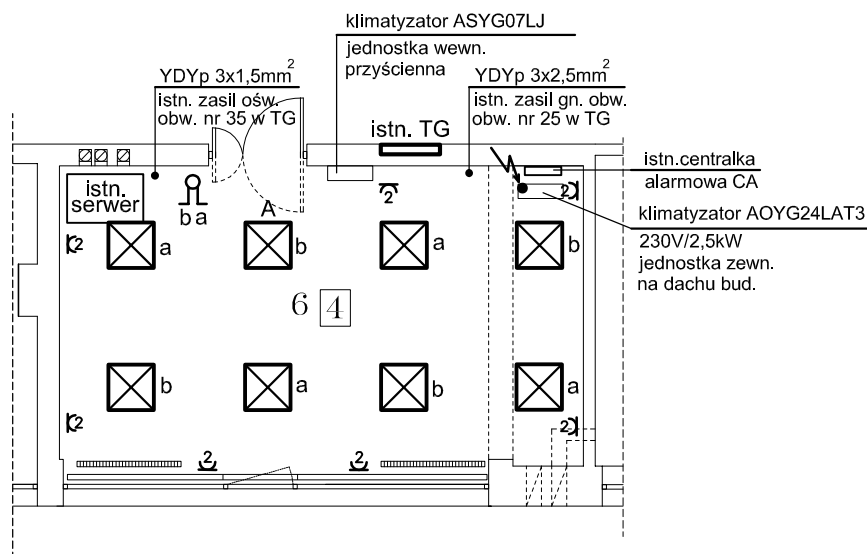 klimatyzator ASYG07LJ
jednostka wewn.
przyścienna
YDYp 3x1,5mm²
istn. zasil ośw.
obw. nr 35 w TG
YDYp 3x2,5mm²
istn. zasil gn. obw.
obw. nr 25 w TG
istn. TG
istn.centralka
alarmowa CA
klimatyzator AOYG24LAT3
230V/2,5kW
jednostka zewn.
na dachu bud.
istn.
serwer
b a
A
2
2
2
a
b
a
b
6 4
b
a
b
a
2
2
2
2